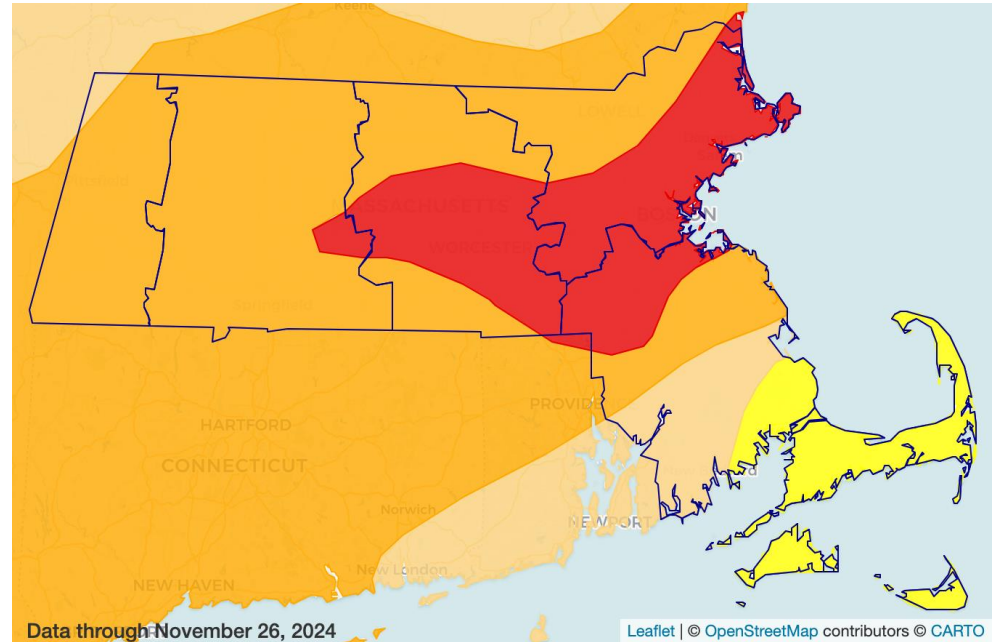 Keene
LOWELL
MASSACHUSETTS
BOSTON
WORCESTER
Springfield
HARTFORD
CONNECTICUT
Norwich
NEWPORT
New London
NEW HAVEN
Data through November 26, 2024
Leaflet | © OpenStreetMap contributors © CARTO